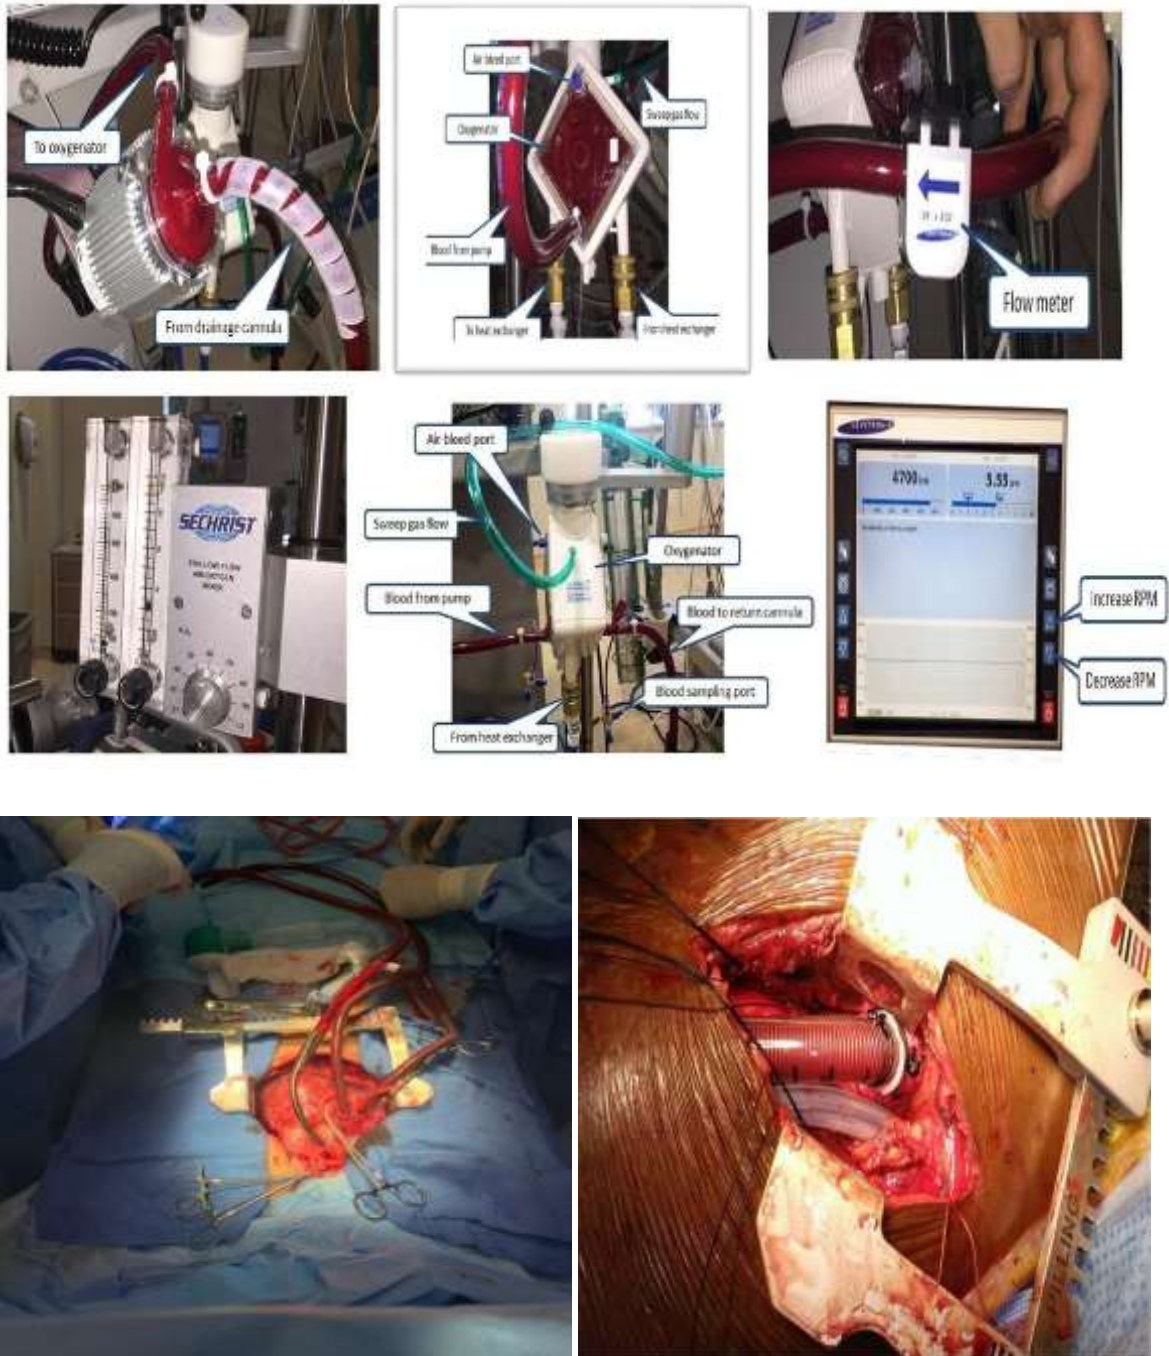 To oxygenator
From drainage cannula
Air bleed port
Oxygenator
Sweep gas flow
Blood from pump
To heat exchanger
From heat exchanger
Flow meter
SECHRIST
Air bleed port
Sweep gas flow
Oxygenator
Blood from pump
Blood to return cannula
Blood sampling port
From heat exchanger
4700
3.53
Increase RPM
Decrease RPM